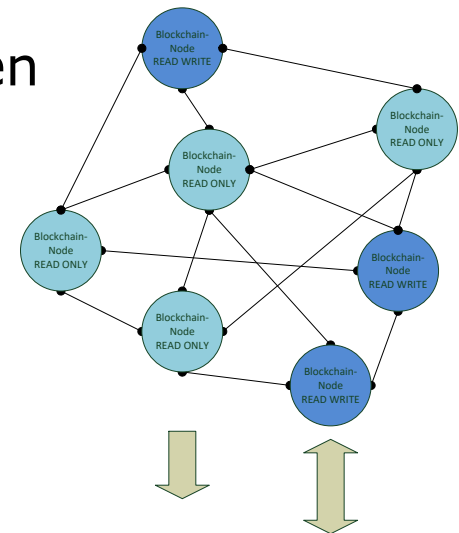 en
Blockchain-
Node
READ WRITE
Blockchain-
Node
READ ONLY
Blockchain-
Node
READ ONLY
Blockchain-
Node
READ ONLY
Blockchain-
Node
READ WRITE
Blockchain-
Node
READ ONLY
Blockchain-
Node
READ WRITE